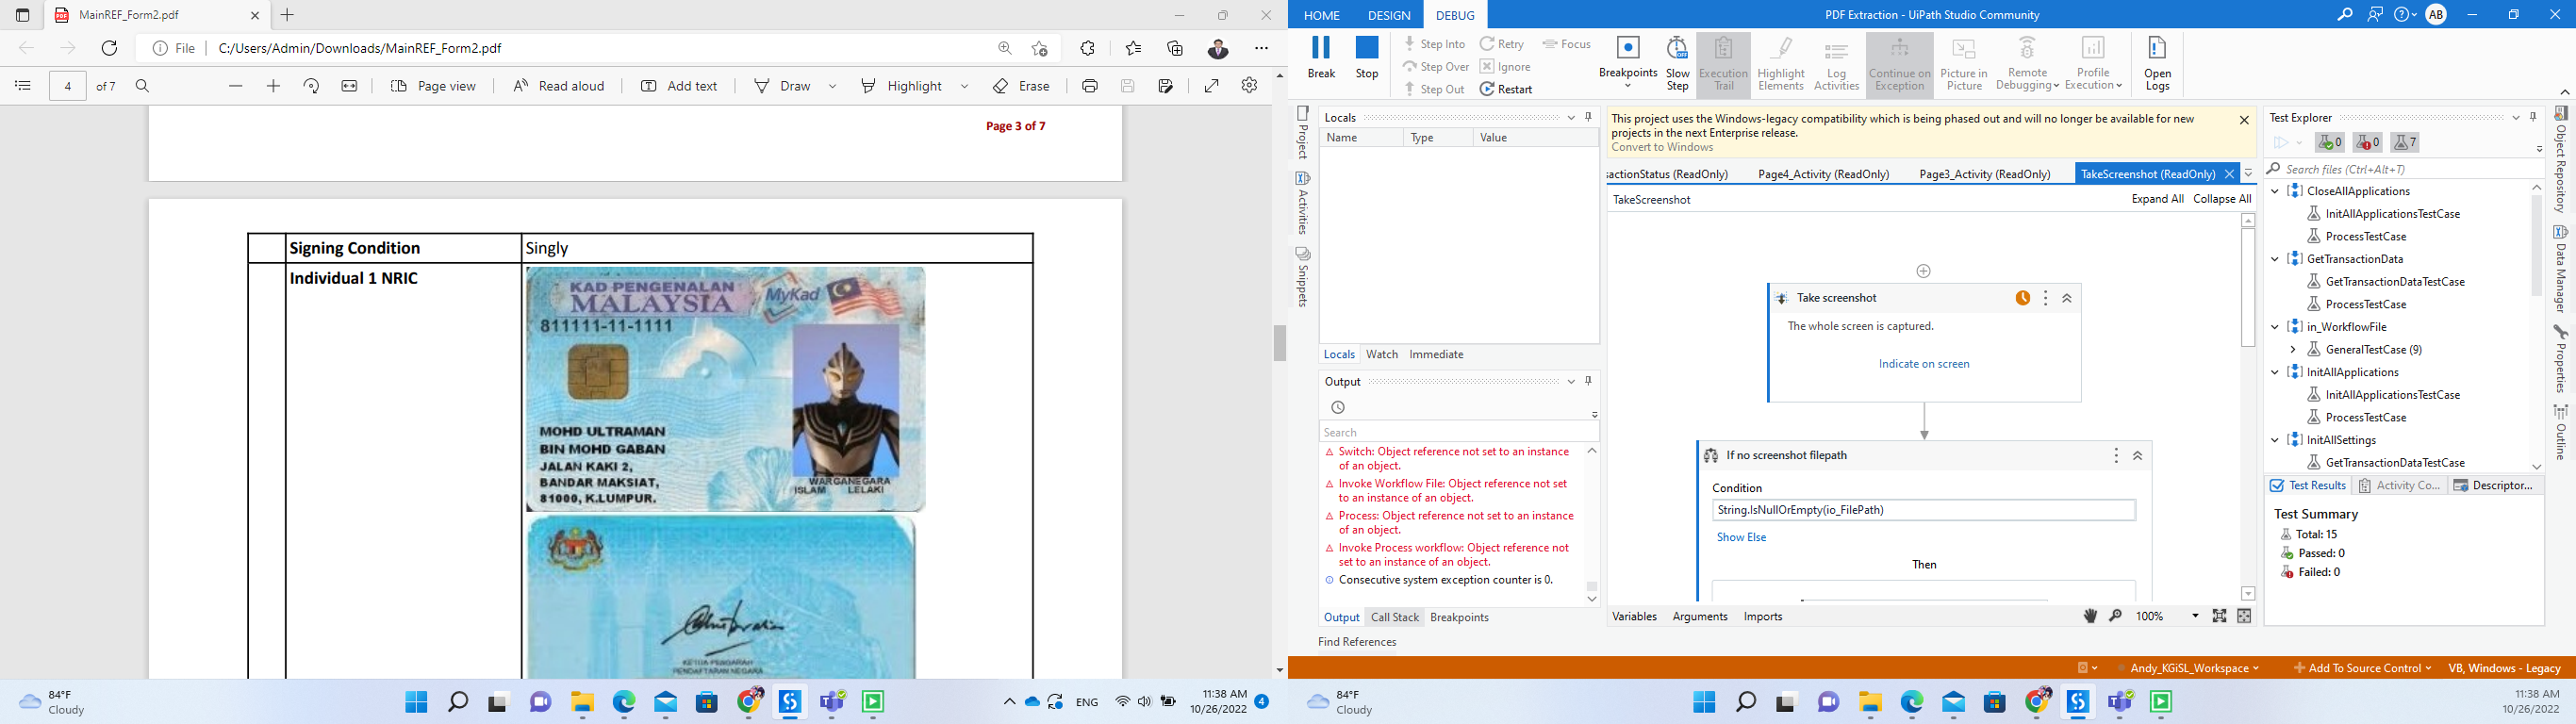 MainREF_Form2.pdf
File
C:/Users/Admin/Downloads/MainREF_Form2.pdf
4
of 7
Page view
Read aloud
Add text
Draw
Highlight
Erase
Page 3 of 7
Signing Condition
Singly
Individual 1 NRIC
KAD PENGENALAN
MALAYSIA
MyKad
811111-11-1111
MOHD ULTRAMAN
BIN MOHD GABAN
JALAN KAKI 2,
BANDAR MAKSIAT,
81000, K.LUMPUR.
WARGANEGARA
ISLAM LELAKI
KETUA PENGARAH
PENDAFTARAN NEGARA
84°F
Cloudy
ENG
11:38 AM
10/26/2022
4
HOME
DESIGN
DEBUG
PDF Extraction - UiPath Studio Community
AB
Break
Stop
Step Into
Step Over
Step Out
Retry
Ignore
Restart
Focus
Breakpoints
Slow
Step
Execution
Trail
Highlight
Elements
Log
Activities
Continue on
Exception
Picture in
Picture
Remote
Debugging
Profile
Execution
Open
Logs
Project
Activities
Snippets
Locals
Name
Type
Value
Locals
Watch
Immediate
Output
Search
Switch: Object reference not set to an instance
of an object.
Invoke Workflow File: Object reference not set
to an instance of an object.
Process: Object reference not set to an instance
of an object.
Invoke Process workflow: Object reference not
set to an instance of an object.
Consecutive system exception counter is 0.
Output
Call Stack
Breakpoints
Find References
This project uses the Windows-legacy compatibility which is being phased out and will no longer be available for new
projects in the next Enterprise release.
Convert to Windows
sactionStatus (ReadOnly)
Page4_Activity (ReadOnly)
Page3_Activity (ReadOnly)
TakeScreenshot (ReadOnly)
TakeScreenshot
Expand All
Collapse All
Take screenshot
The whole screen is captured.
Indicate on screen
If no screenshot filepath
Condition
String.IsNullOrEmpty(io_FilePath)
Show Else
Then
Variables
Arguments
Imports
100%
Test Explorer
0
0
7
Search files (Ctrl+Alt+T)
CloseAllApplications
InitAllApplicationsTestCase
ProcessTestCase
GetTransactionData
GetTransactionDataTestCase
ProcessTestCase
in_WorkflowFile
GeneralTestCase (9)
InitAllApplications
InitAllApplicationsTestCase
ProcessTestCase
InitAllSettings
GetTransactionDataTestCase
Test Results
Activity Co...
Descriptor...
Test Summary
Total: 15
Passed: 0
Failed: 0
Object Repository
Data Manager
Properties
Outline
Andy_KGiSL_Workspace
Add To Source Control
VB, Windows - Legacy
84°F
Cloudy
11:38 AM
10/26/2022